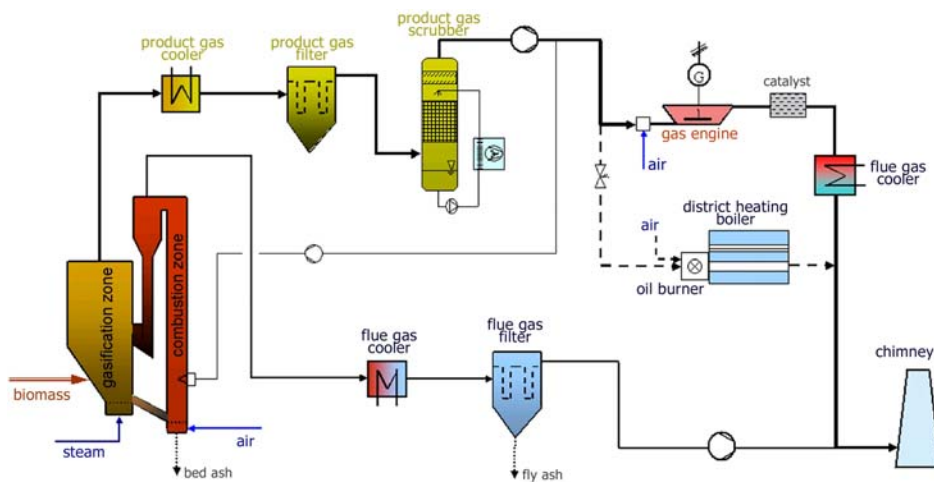 product gas
cooler
product gas
filter
product gas
scrubber
G
catalyst
gas engine
air
flue gas
cooler
district heating
boiler
air
oil burner
gasification zone
combustion zone
flue gas
cooler
flue gas
filter
chimney
biomass
steam
air
bed ash
fly ash